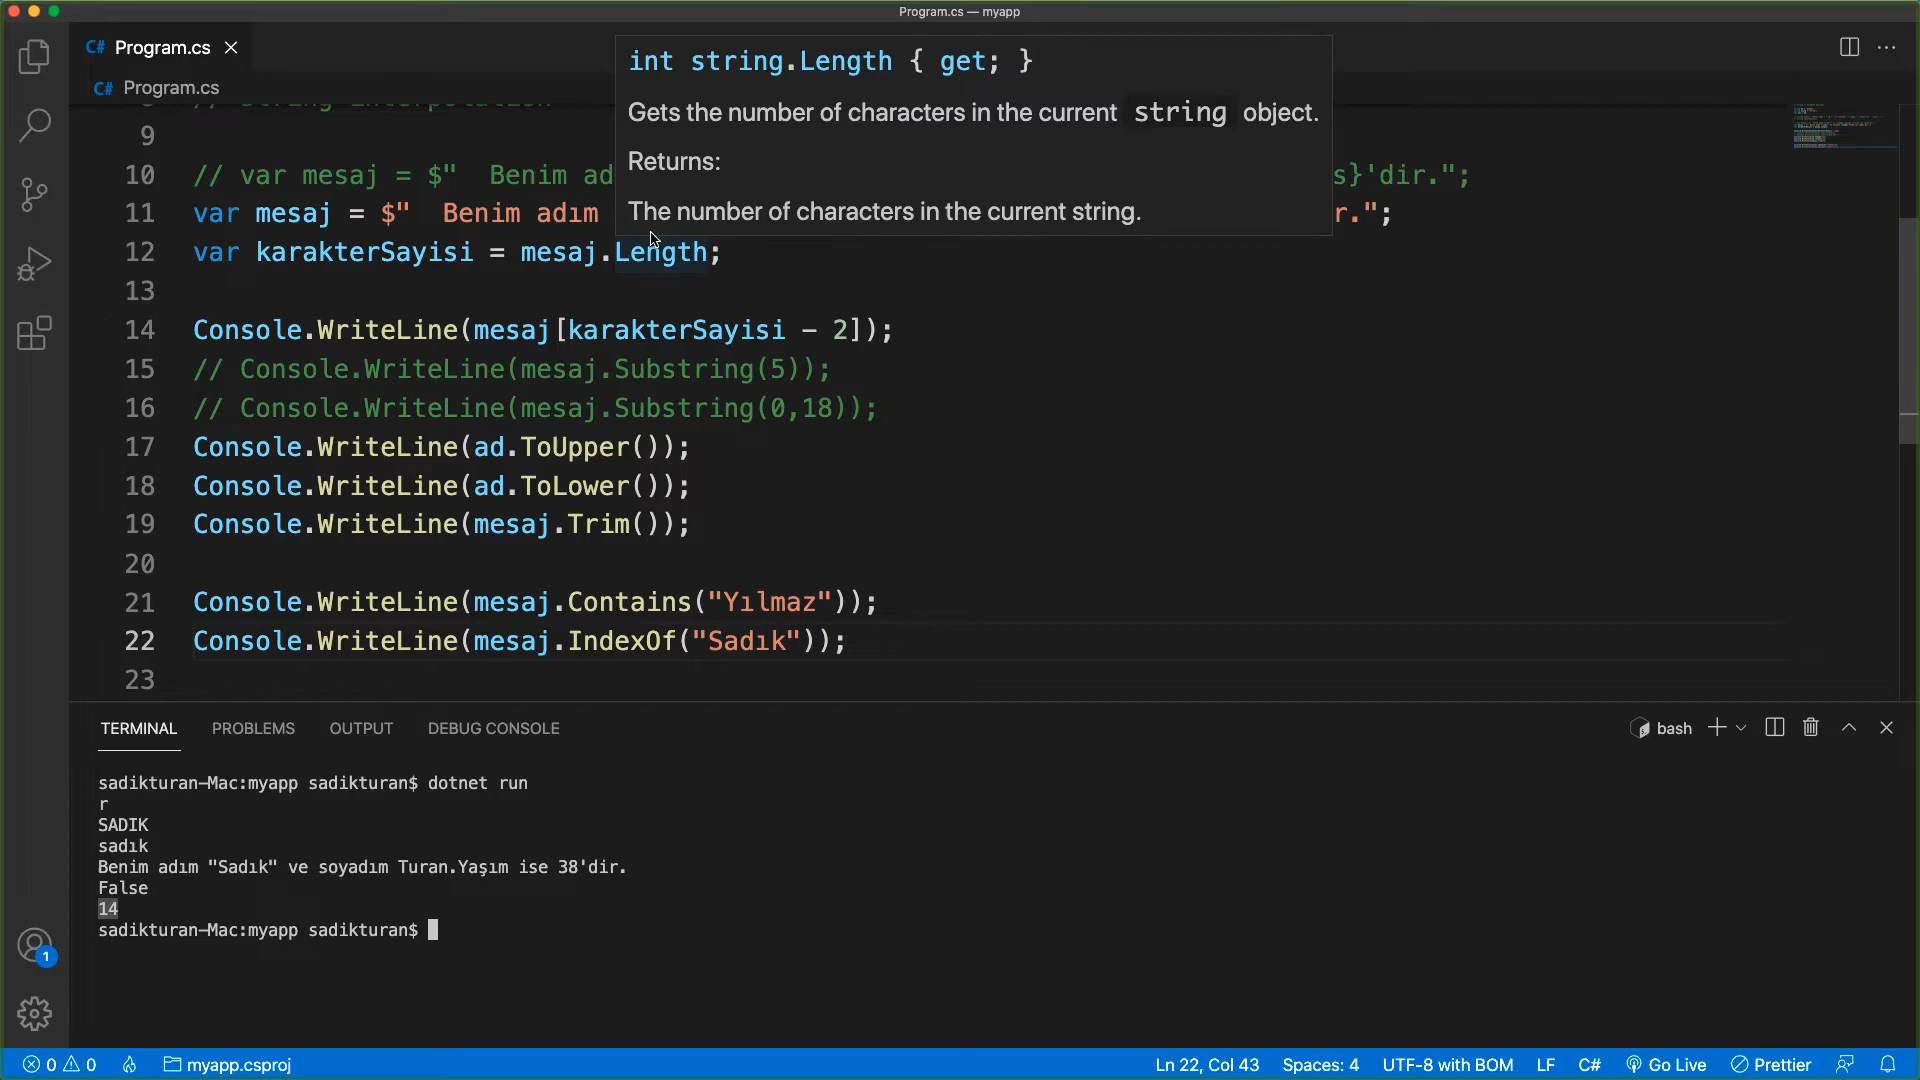 Program.cs — myapp
C# Program.cs
C# Program.cs
int string.Length { get; }
Gets the number of characters in the current string object.
Returns:
The number of characters in the current string.
9
10 // var mesaj = $"  Benim ad s}'dir.";
11 var mesaj = $"  Benim adım r.";
12 var karakterSayisi = mesaj.Length;
13
14 Console.WriteLine(mesaj[karakterSayisi - 2]);
15 // Console.WriteLine(mesaj.Substring(5));
16 // Console.WriteLine(mesaj.Substring(0,18));
17 Console.WriteLine(ad.ToUpper());
18 Console.WriteLine(ad.ToLower());
19 Console.WriteLine(mesaj.Trim());
20
21 Console.WriteLine(mesaj.Contains("Yılmaz"));
22 Console.WriteLine(mesaj.IndexOf("Sadık"));
23
TERMINAL PROBLEMS OUTPUT DEBUG CONSOLE bash
sadikturan-Mac:myapp sadikturan$ dotnet run
r
SADIK
sadık
Benim adım "Sadık" ve soyadım Turan.Yaşım ise 38'dir.
False
14
sadikturan-Mac:myapp sadikturan$
1
0 0 myapp.csproj Ln 22, Col 43 Spaces: 4 UTF-8 with BOM LF C# Go Live Prettier